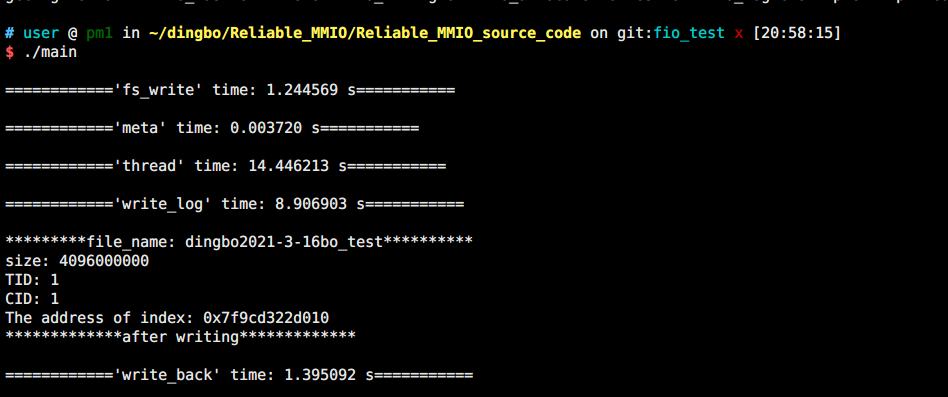 # user @ pm1 in ~/dingbo/Reliable_MMIO/Reliable_MMIO_source_code on git:fio_test x [20:58:15]
$ ./main
============'fs_write' time: 1.244569 s===========
============'meta' time: 0.003720 s===========
============'thread' time: 14.446213 s===========
============'write_log' time: 8.906903 s===========
*********file_name: dingbo2021-3-16bo_test**********
size: 4096000000
TID: 1
CID: 1
The address of index: 0x7f9cd322d010
*************after writing*************
============'write_back' time: 1.395092 s===========